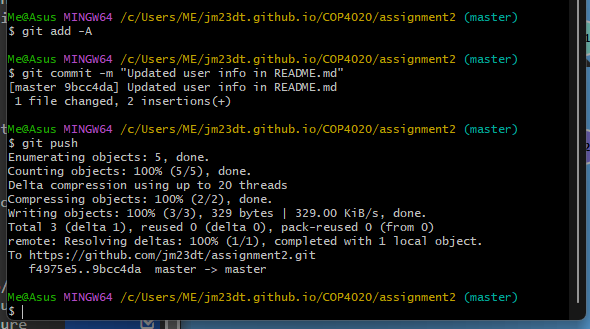 Me@Asus MINGW64 /c/Users/ME/jm23dt.github.io/COP4020/assignment2 (master)
$ git add -A
Me@Asus MINGW64 /c/Users/ME/jm23dt.github.io/COP4020/assignment2 (master)
$ git commit -m "Updated user info in README.md"
[master 9bcc4da] Updated user info in README.md
1 file changed, 2 insertions(+)
Me@Asus MINGW64 /c/Users/ME/jm23dt.github.io/COP4020/assignment2 (master)
$ git push
Enumerating objects: 5, done.
Counting objects: 100% (5/5), done.
Delta compression using up to 20 threads
Compressing objects: 100% (2/2), done.
Writing objects: 100% (3/3), 329 bytes | 329.00 KiB/s, done.
Total 3 (delta 1), reused 0 (delta 0), pack-reused 0 (from 0)
remote: Resolving deltas: 100% (1/1), completed with 1 local object.
To https://github.com/jm23dt/assignment2.git
f4975e5..9bcc4da  master -> master
Me@Asus MINGW64 /c/Users/ME/jm23dt.github.io/COP4020/assignment2 (master)
$
ure